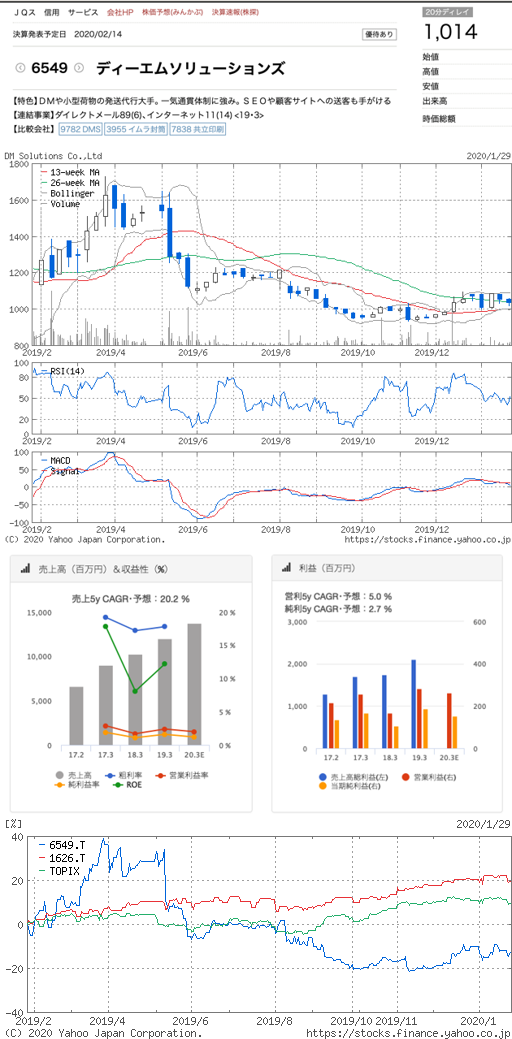 ＪＱス 信用 サービス 会社HP 株価予想(みんかぶ) 決算速報(株探)
20分ディレイ
1,014
決算発表予定日 2020/02/14
優待あり
始値
高値
安値
出来高
時価総額
6549 ディーエムソリューションズ
【特色】ＤＭや小型荷物の発送代行大手。一気通貫体制に強み。ＳＥＯや顧客サイトへの送客も手がける
【連結事業】ダイレクトメール89(6)、インターネット11(14)<19・3>
【比較会社】 9782 DMS 3955 イムラ封筒 7838 共立印刷
DM Solutions Co.,Ltd 2020/1/29
1800
1600
1400
1200
1000
800
13-week MA
26-week MA
Bollinger
Volume
2019/2 2019/4 2019/6 2019/8 2019/10 2019/12
100
80
50
20
0
RSI(14)
2019/2 2019/4 2019/6 2019/8 2019/10 2019/12
100
50
0
-50
-100
MACD
Signal
2019/2 2019/4 2019/6 2019/8 2019/10 2019/12
(C) 2020 Yahoo Japan Corporation. https://stocks.finance.yahoo.co.jp
売上高（百万円）＆収益性（%）
売上5y CAGR・予想：20.2 %
15,000
10,000
5,000
0
20 %
15 %
10 %
5 %
0 %
17.2 17.3 18.3 19.3 20.3E
売上高 粗利率 営業利益率
純利益率 ROE
利益（百万円）
営利5y CAGR・予想：5.0 %
純利5y CAGR・予想：2.7 %
3,000
2,000
1,000
0
600
400
200
0
17.2 17.3 18.3 19.3 20.3E
売上高総利益(左) 営業利益(右)
当期純利益(右)
[%] 2020/1/29
40
20
0
-20
-40
6549.T
1626.T
TOPIX
2019/2 2019/4 2019/6 2019/8 2019/10 2019/11 2020/1
(C) 2020 Yahoo Japan Corporation. https://stocks.finance.yahoo.co.jp